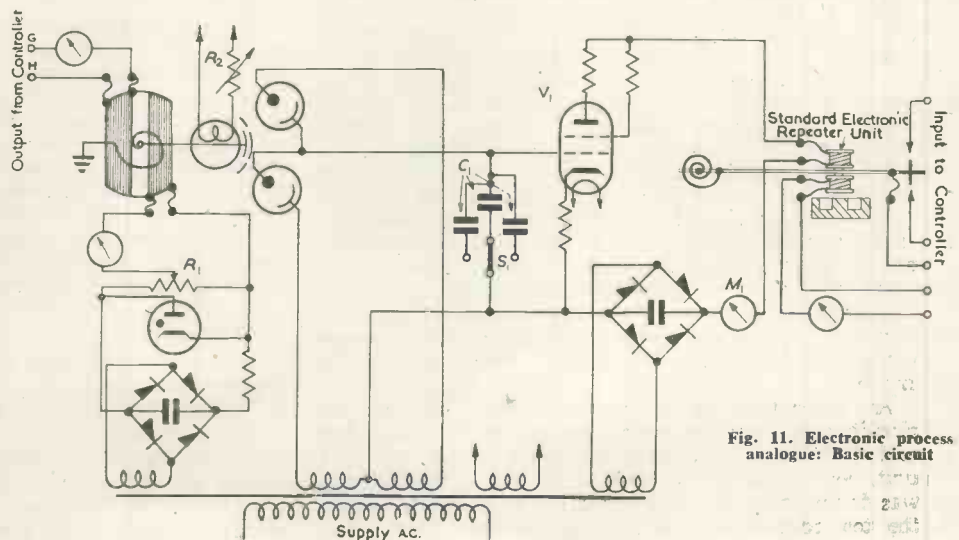 Output from Controller
G
H
R2
R1
C1
S1
V1
M1
Standard Electronic
Repeater Unit
Input to Controller
Supply A.C.
Fig. 11. Electronic process
analogue: Basic circuit